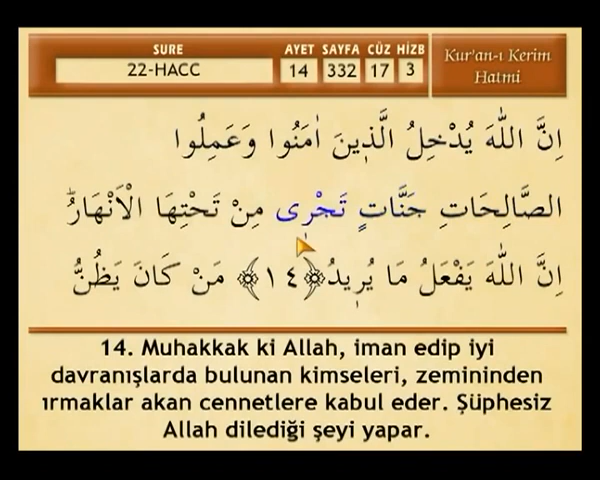 SURE AYET SAYFA CÜZ HİZB
22-HACC 14 332 17 3
Kur'an-ı Kerim
Hatmi
اِنَّ اللّٰهَ يُدْخِلُ الَّذ۪ينَ اٰمَنُوا وَعَمِلُوا
الصَّالِحَاتِ جَنَّاتٍ تَجْر۪ى مِنْ تَحْتِهَا الْاَنْهَارُۜ
اِنَّ اللّٰهَ يَفْعَلُ مَا يُر۪يدُ ﴿١٤﴾ مَنْ كَانَ يَظُنُّ
14. Muhakkak ki Allah, iman edip iyi
davranışlarda bulunan kimseleri, zemininden
ırmaklar akan cennetlere kabul eder. Şüphesiz
Allah dilediği şeyi yapar.